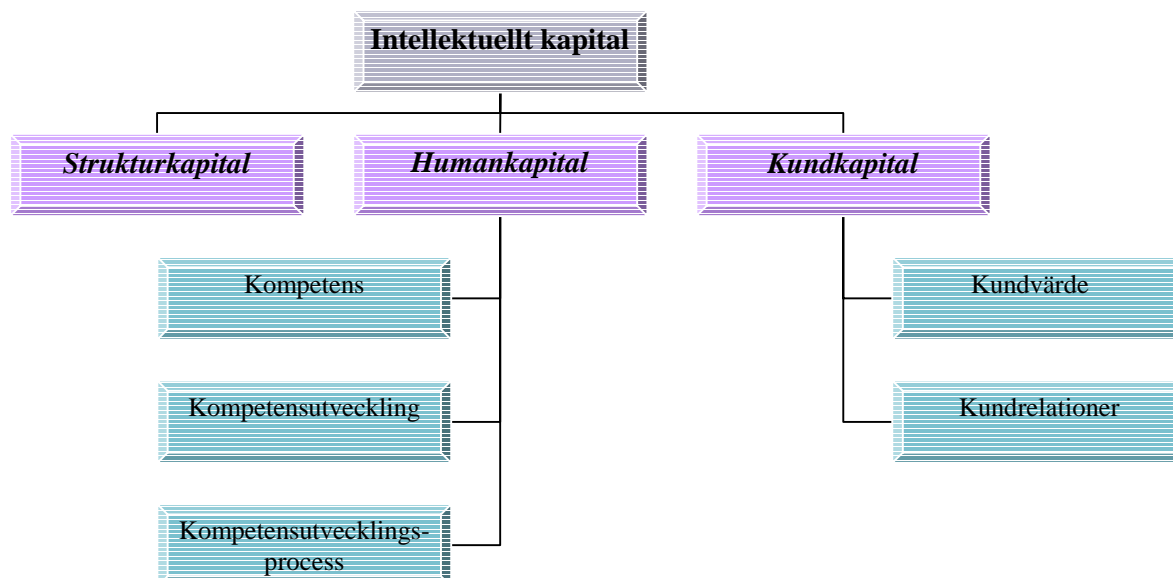 Intellektuellt kapital
Strukturkapital
Humankapital
Kundkapital
Kompetens
Kundvärde
Kompetensutveckling
Kundrelationer
Kompetensutvecklings-
process